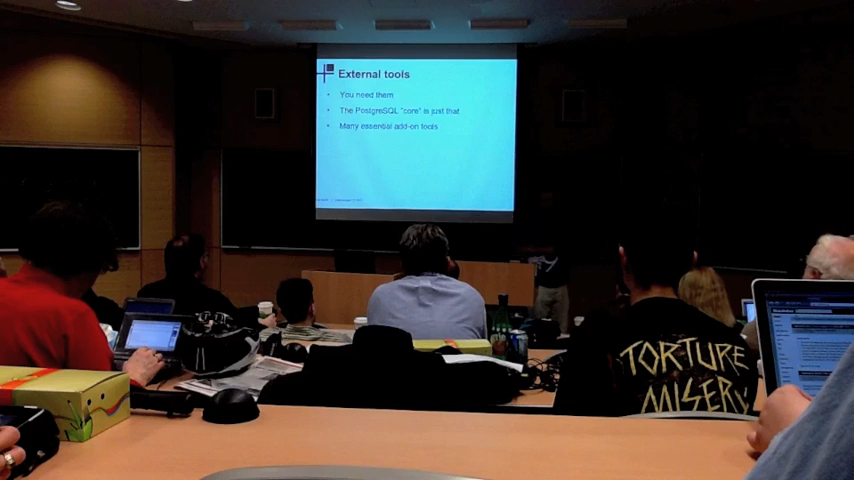 External tools
• You need them
• The PostgreSQL "core" is just that
• Many essential add-on tools
TORTURE
MISERY